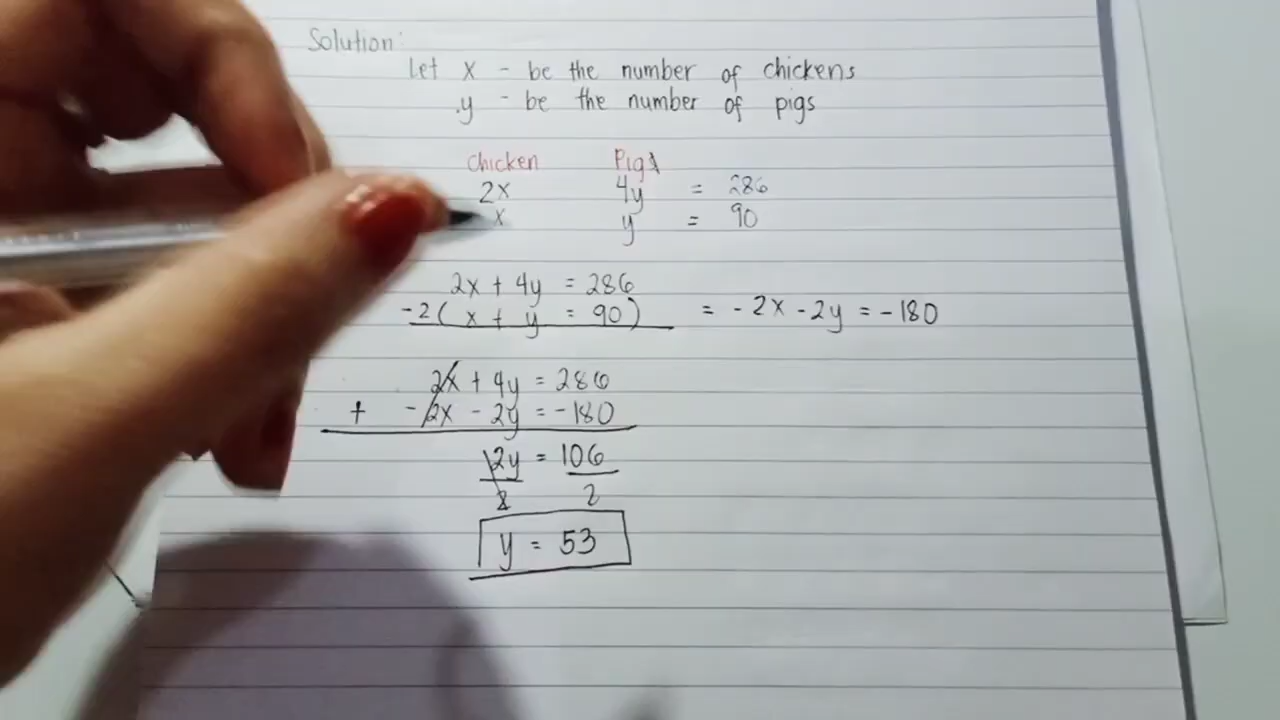 Solution:
Let x - be the number of chickens
y - be the number of pigs
Chicken Pigs
2x 4y = 286
x y = 90
2x + 4y = 286
-2( x + y = 90) = -2x -2y = -180
2x + 4y = 286
+ -2x - 2y = -180
2y = 106
2 2
y = 53